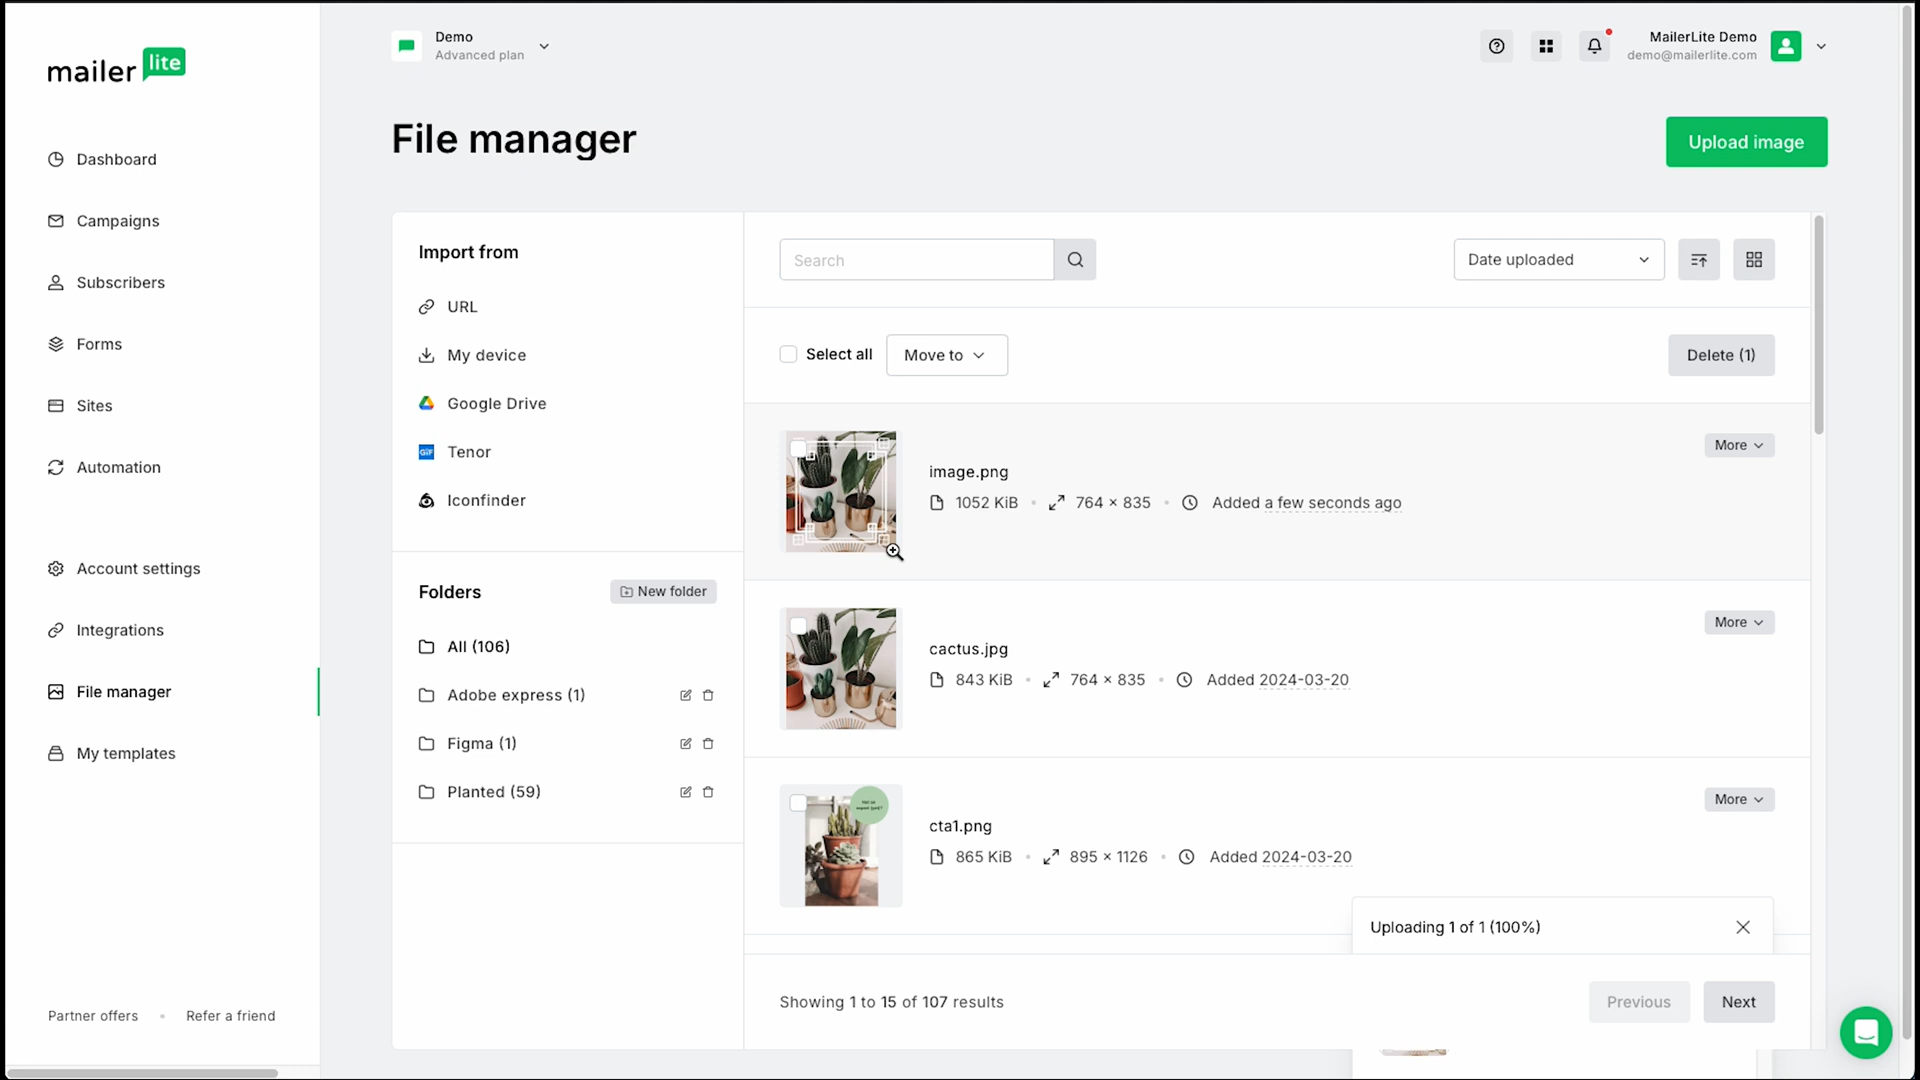 mailer lite
Demo
Advanced plan
MailerLite Demo
demo@mailerlite.com
File manager
Upload image
Dashboard
Campaigns
Subscribers
Forms
Sites
Automation
Account settings
Integrations
File manager
My templates
Partner offers
Refer a friend
Import from
URL
My device
Google Drive
GIF
Tenor
Iconfinder
Folders
New folder
All (106)
Adobe express (1)
Figma (1)
Planted (59)
Search
Date uploaded
Select all
Move to
Delete (1)
image.png
1052 KiB • 764 × 835 • Added a few seconds ago
More
cactus.jpg
843 KiB • 764 × 835 • Added 2024-03-20
More
cta1.png
865 KiB • 895 × 1126 • Added 2024-03-20
More
Uploading 1 of 1 (100%)
Showing 1 to 15 of 107 results
Previous
Next